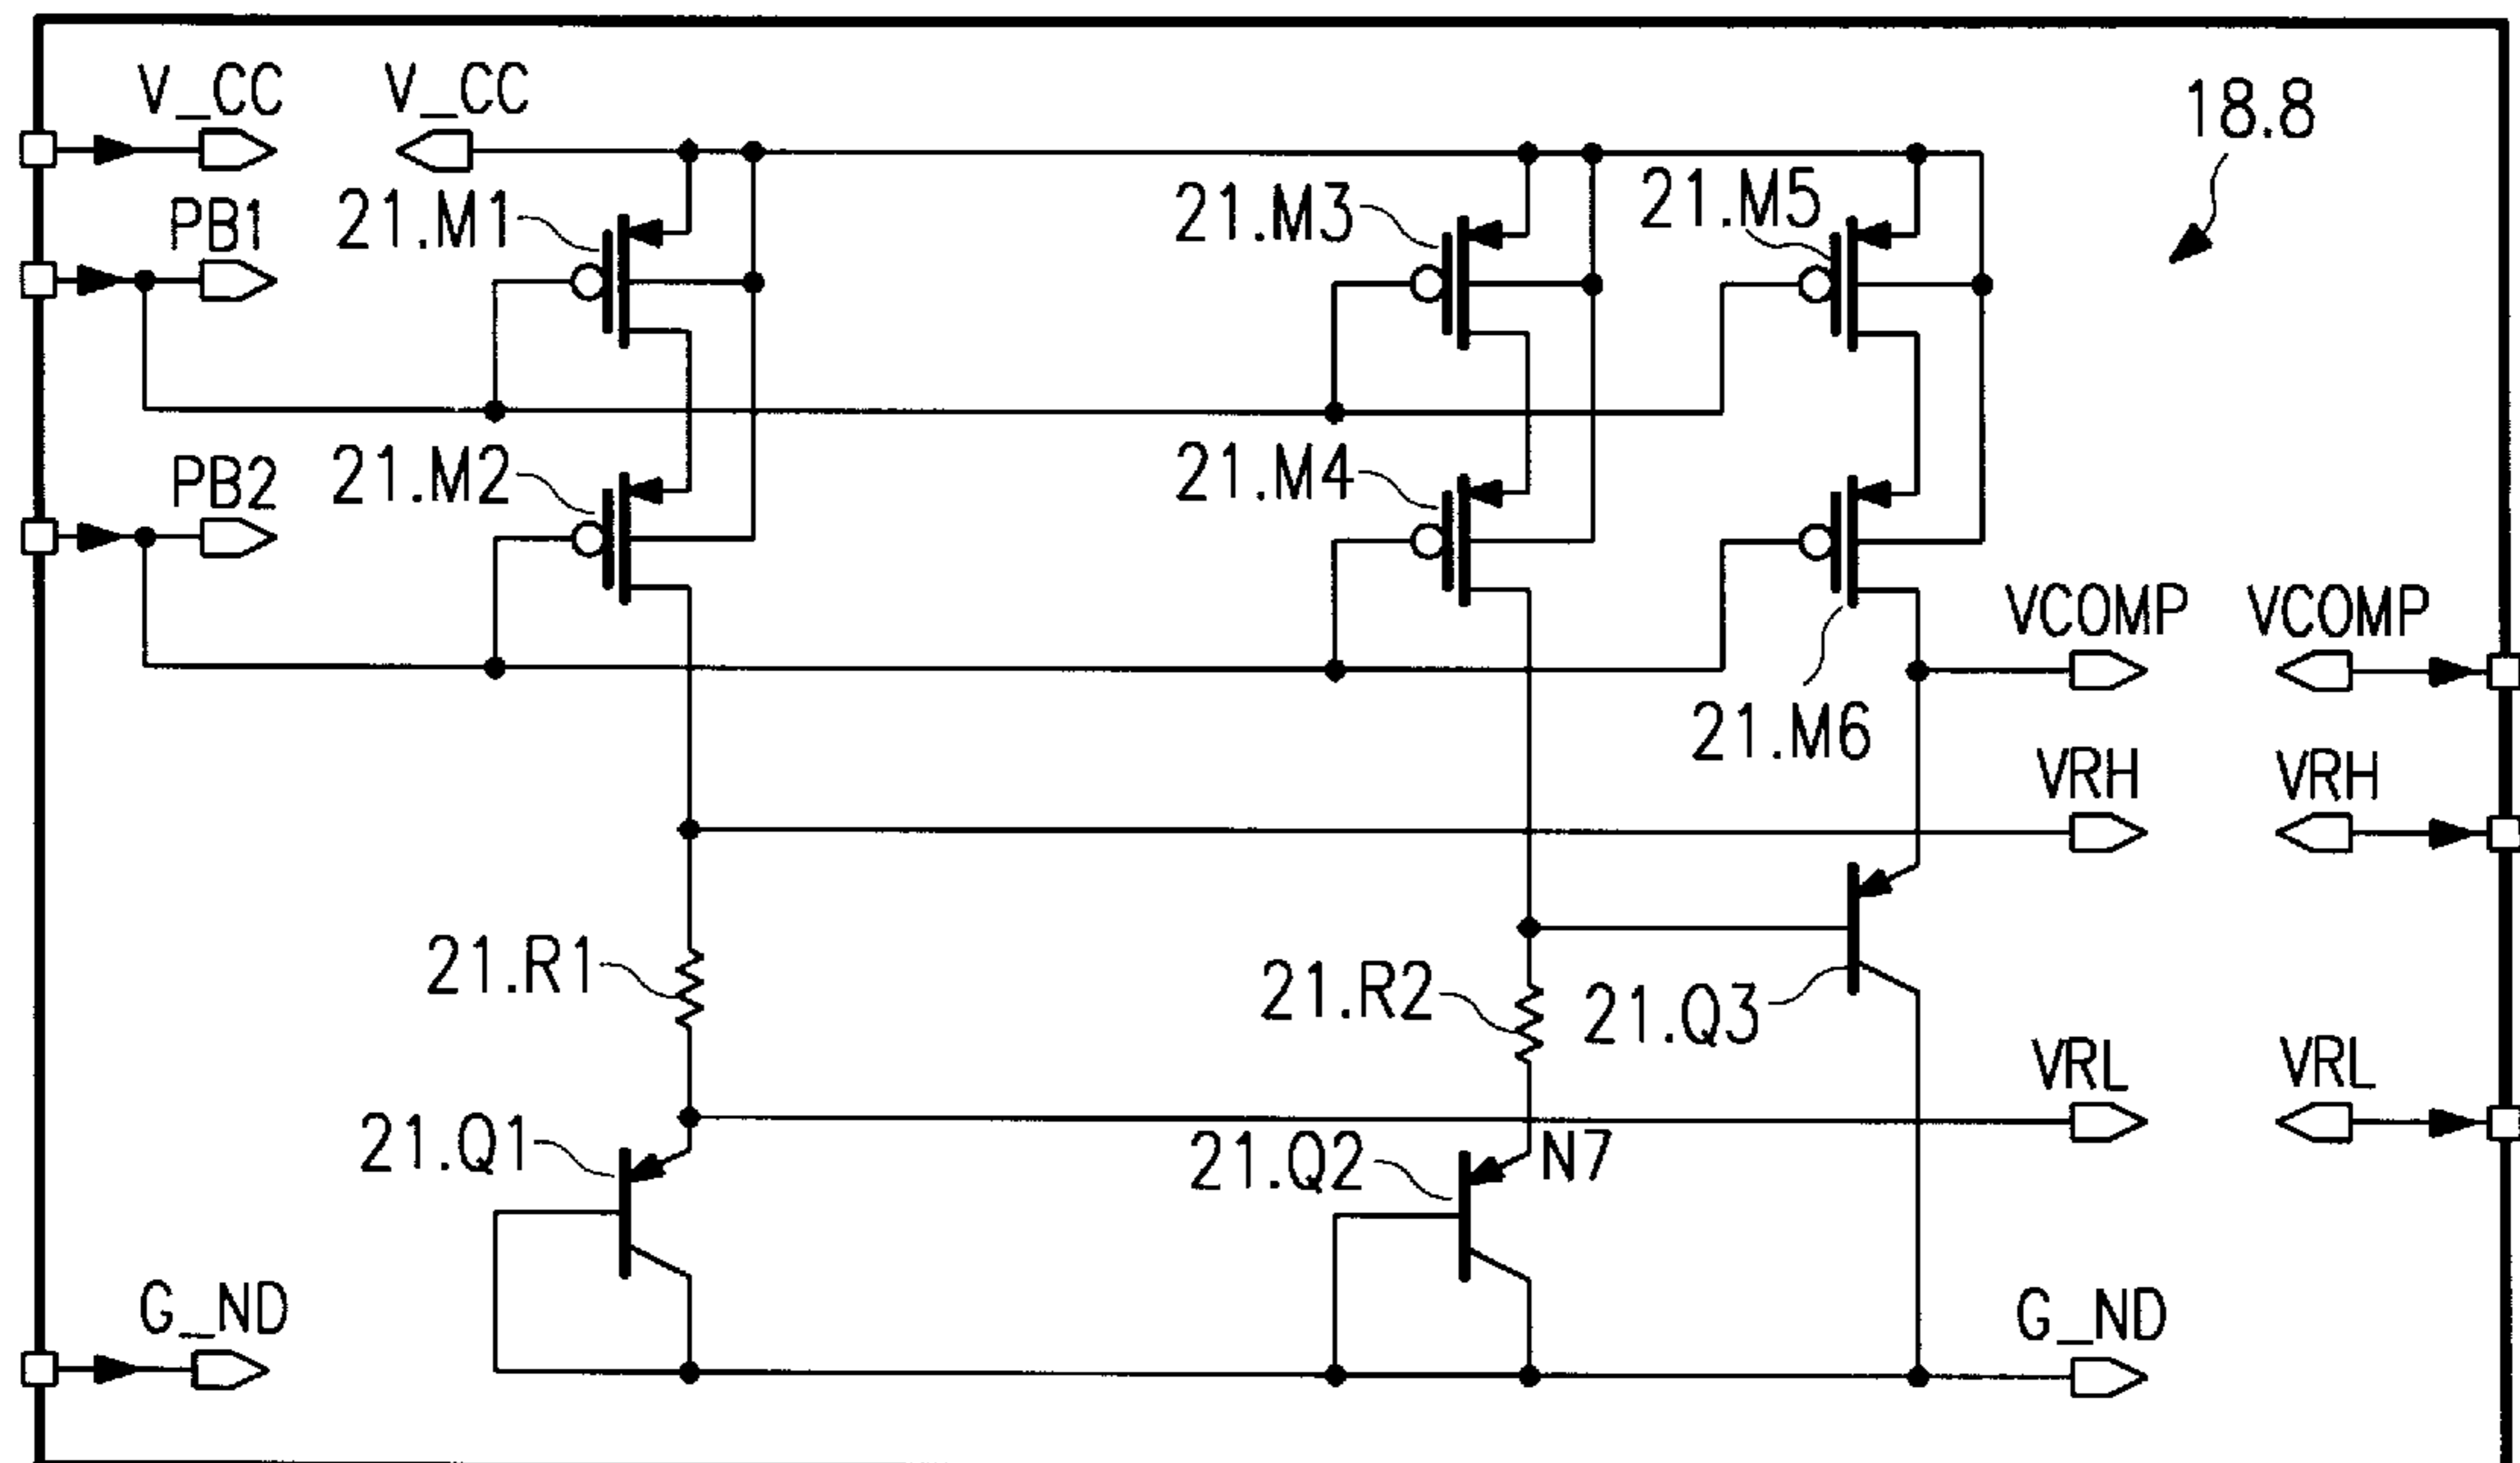 V_CC
V_CC
18.8
PB1
21.M1
21.M3
21.M5
PB2
21.M2
21.M4
VCOMP
VCOMP
21.M6
VRH
VRH
21.R1
21.R2
21.Q3
VRL
VRL
21.Q1
21.Q2
N7
G_ND
G_ND